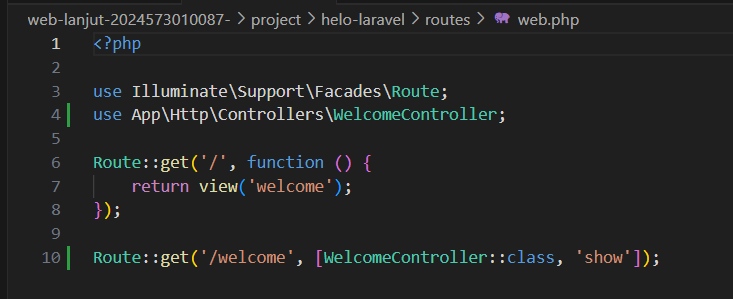 web-lanjut-2024573010087- > project > helo-laravel > routes > web.php
1 <?php
2
3 use Illuminate\Support\Facades\Route;
4 use App\Http\Controllers\WelcomeController;
5
6 Route::get('/', function () {
7     return view('welcome');
8 });
9
10 Route::get('/welcome', [WelcomeController::class, 'show']);